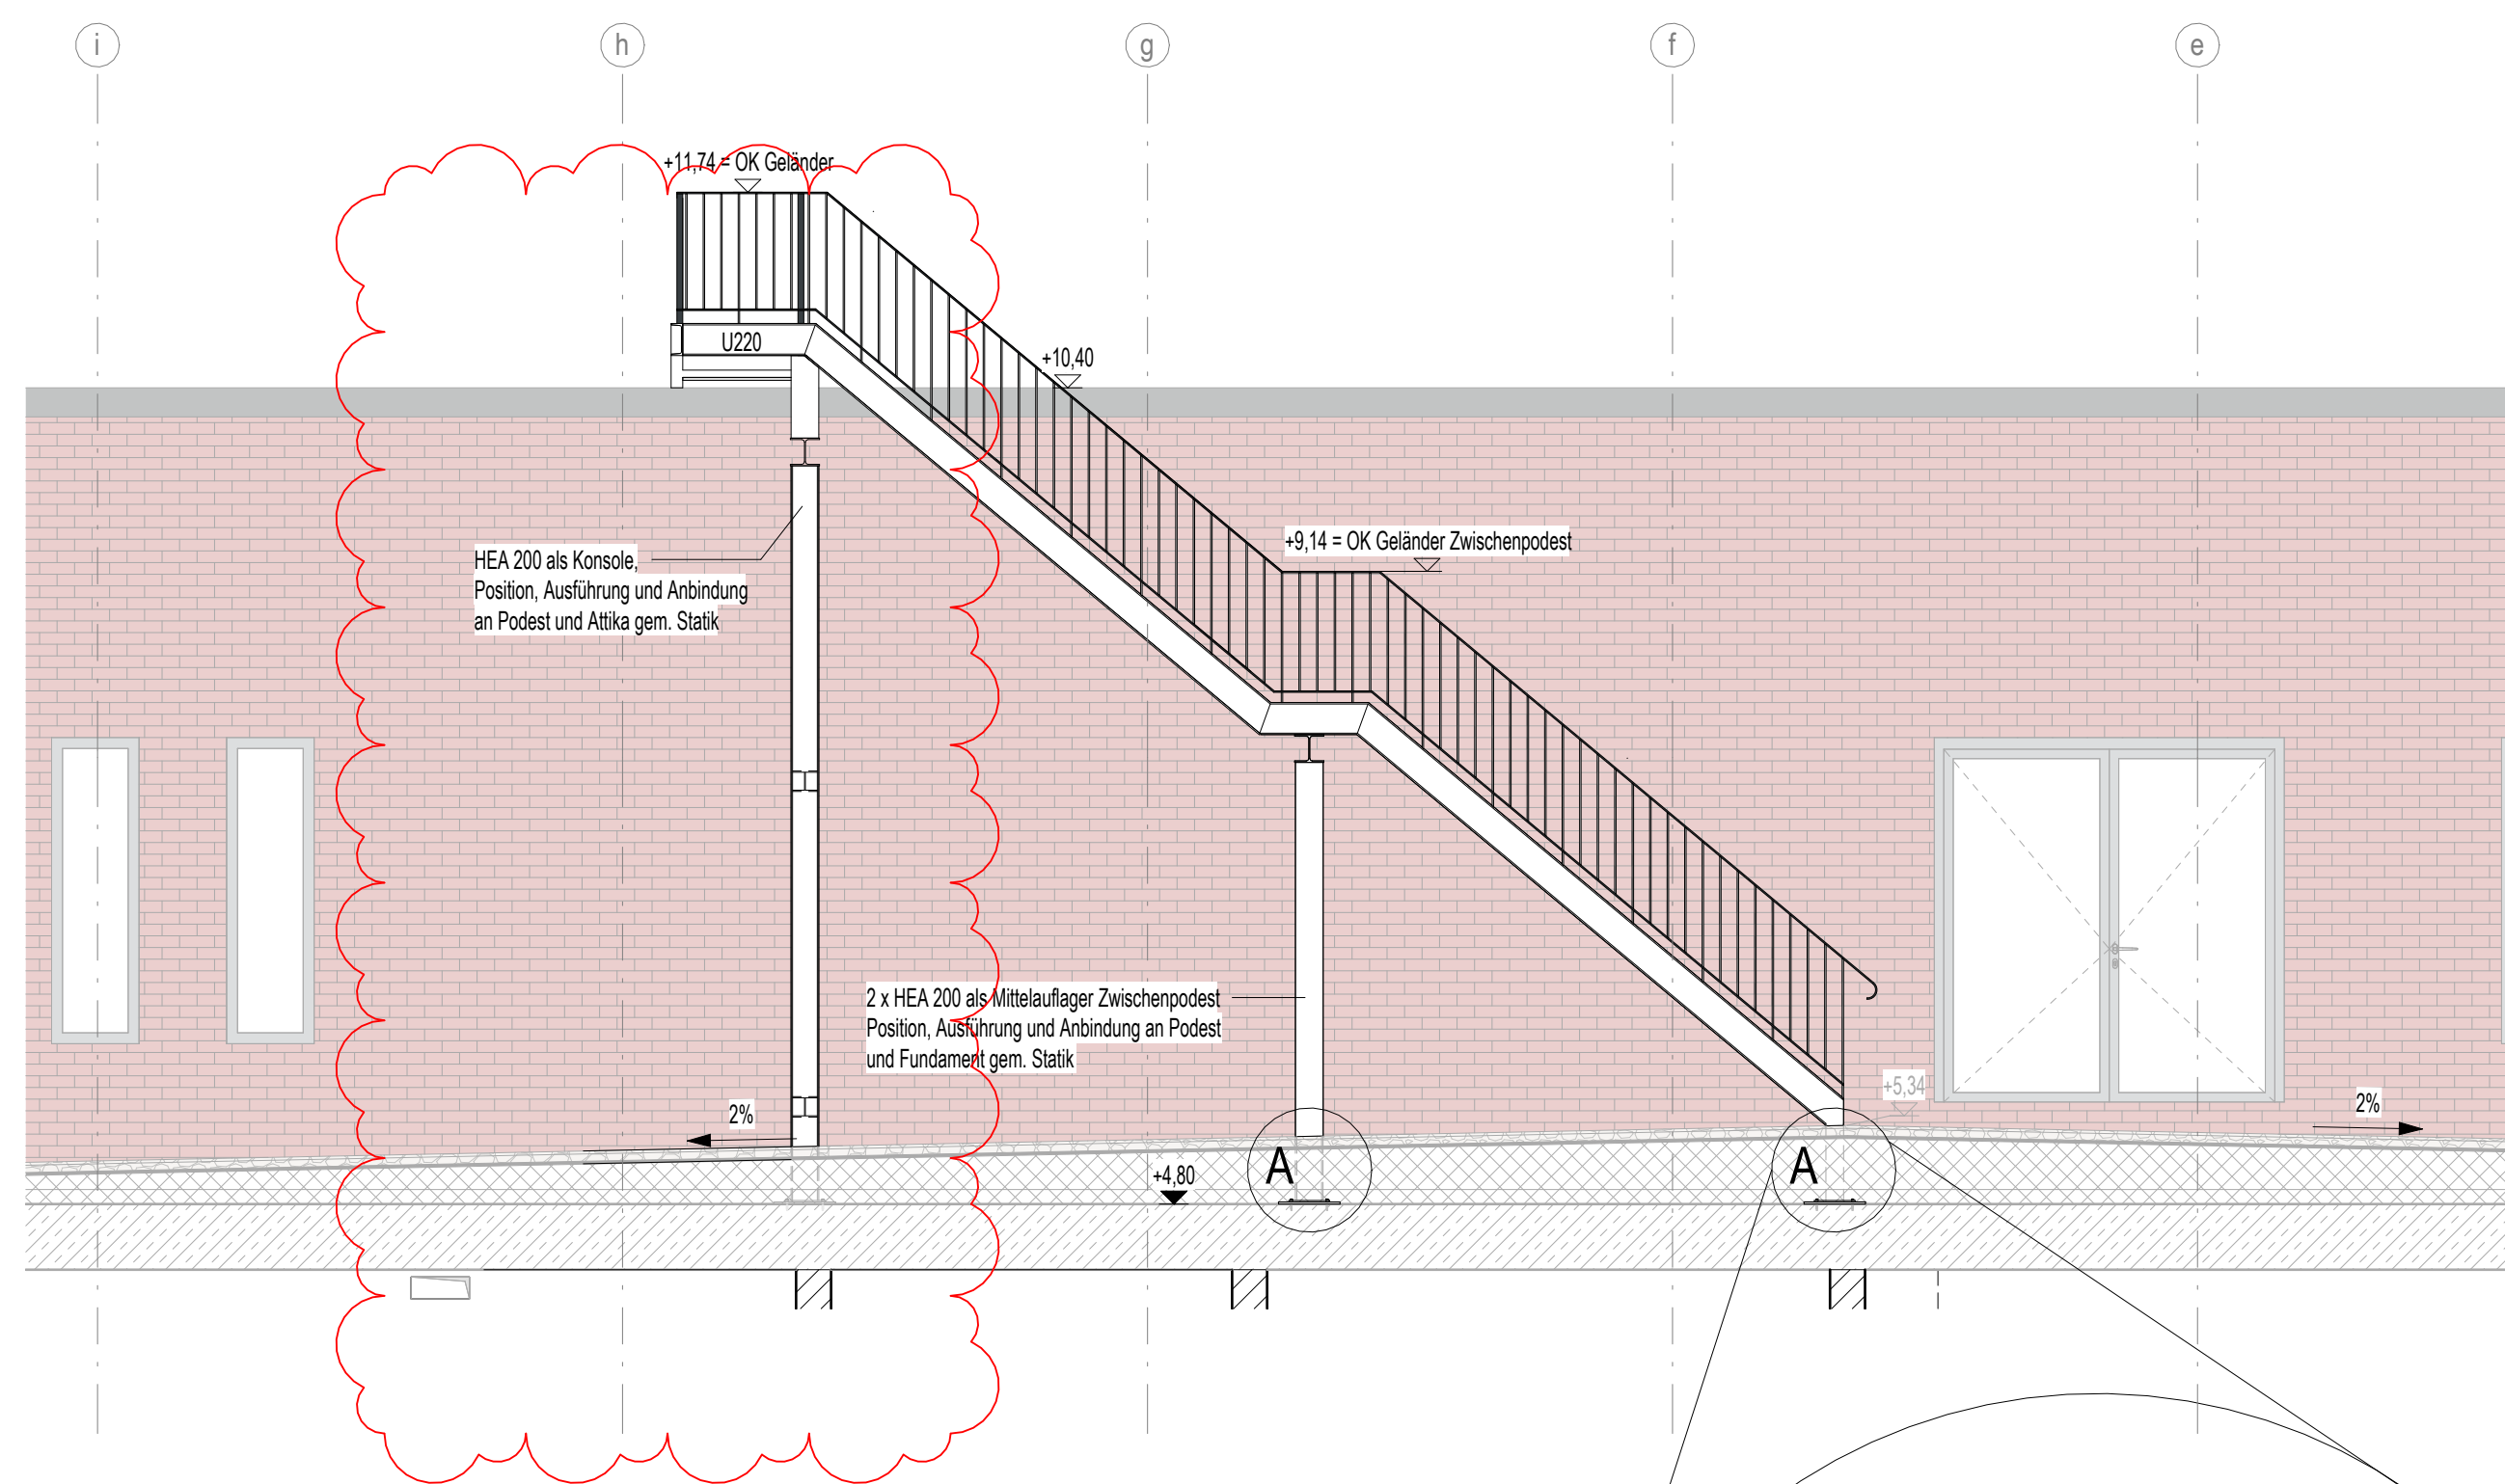 i
h
g
f
e
+11,74 = OK Geländer
U220
+10,40
+9,14 = OK Geländer Zwischenpodest
HEA 200 als Konsole,
Position, Ausführung und Anbindung
an Podest und Attika gem. Statik
2 x HEA 200 als Mittelauflager Zwischenpodest
Position, Ausführung und Anbindung an Podest
und Fundament gem. Statik
+5,34
2%
2%
+4,80
A
A